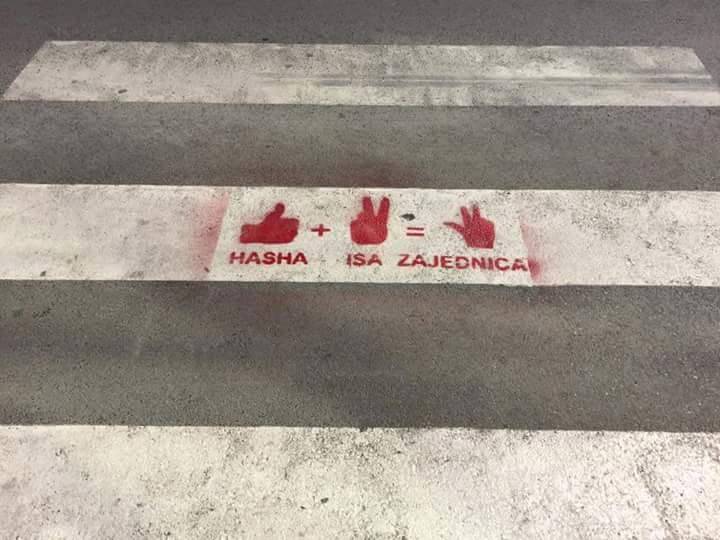 + =
HASHA ISA ZAJEDNICA